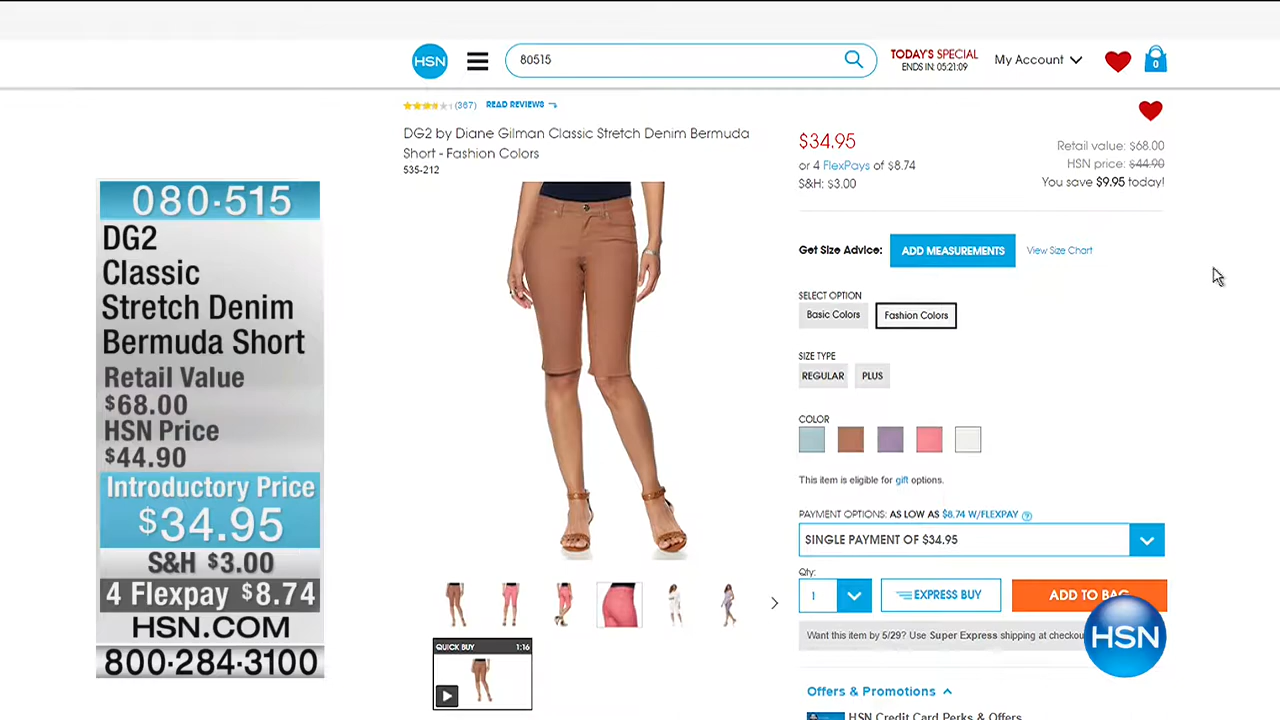 HSN
80515
TODAY'S SPECIAL
ENDS IN: 05:21:09
My Account
0
(367) READ REVIEWS
DG2 by Diane Gilman Classic Stretch Denim Bermuda
Short - Fashion Colors
535-212
$34.95
or 4 FlexPays of $8.74
S&H: $3.00
Retail value: $68.00
HSN price: $44.90
You save $9.95 today!
Get Size Advice: ADD MEASUREMENTS View Size Chart
SELECT OPTION
Basic Colors Fashion Colors
SIZE TYPE
REGULAR PLUS
COLOR
This item is eligible for gift options.
PAYMENT OPTIONS: AS LOW AS $8.74 W/FLEXPAY ?
SINGLE PAYMENT OF $34.95
Qty:
1 EXPRESS BUY ADD TO BAG
Want this item by 5/29? Use Super Express shipping at checkou
HSN
Offers & Promotions
HSN Credit Card Perks & Offers
QUICK BUY 1:16
080-515
DG2
Classic
Stretch Denim
Bermuda Short
Retail Value
$68.00
HSN Price
$44.90
Introductory Price
$34.95
S&H $3.00
4 Flexpay $8.74
HSN.COM
800-284-3100